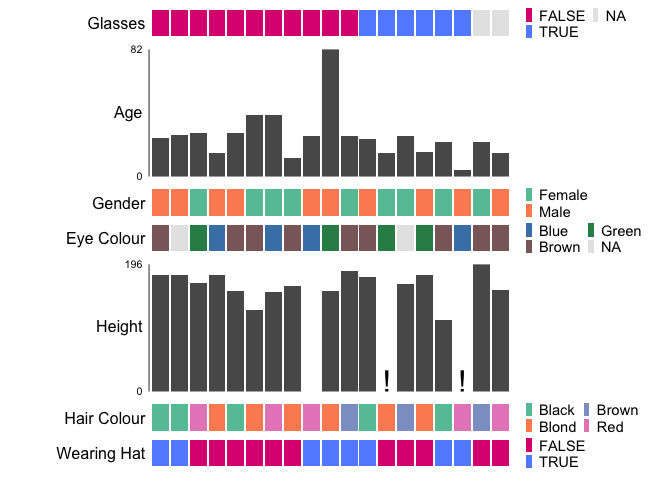 Glasses
FALSE NA
TRUE
82
Age
0
Gender
Female
Male
Eye Colour
Blue Green
Brown NA
196
Height
! !
0
Hair Colour
Black Brown
Blond Red
Wearing Hat
FALSE
TRUE